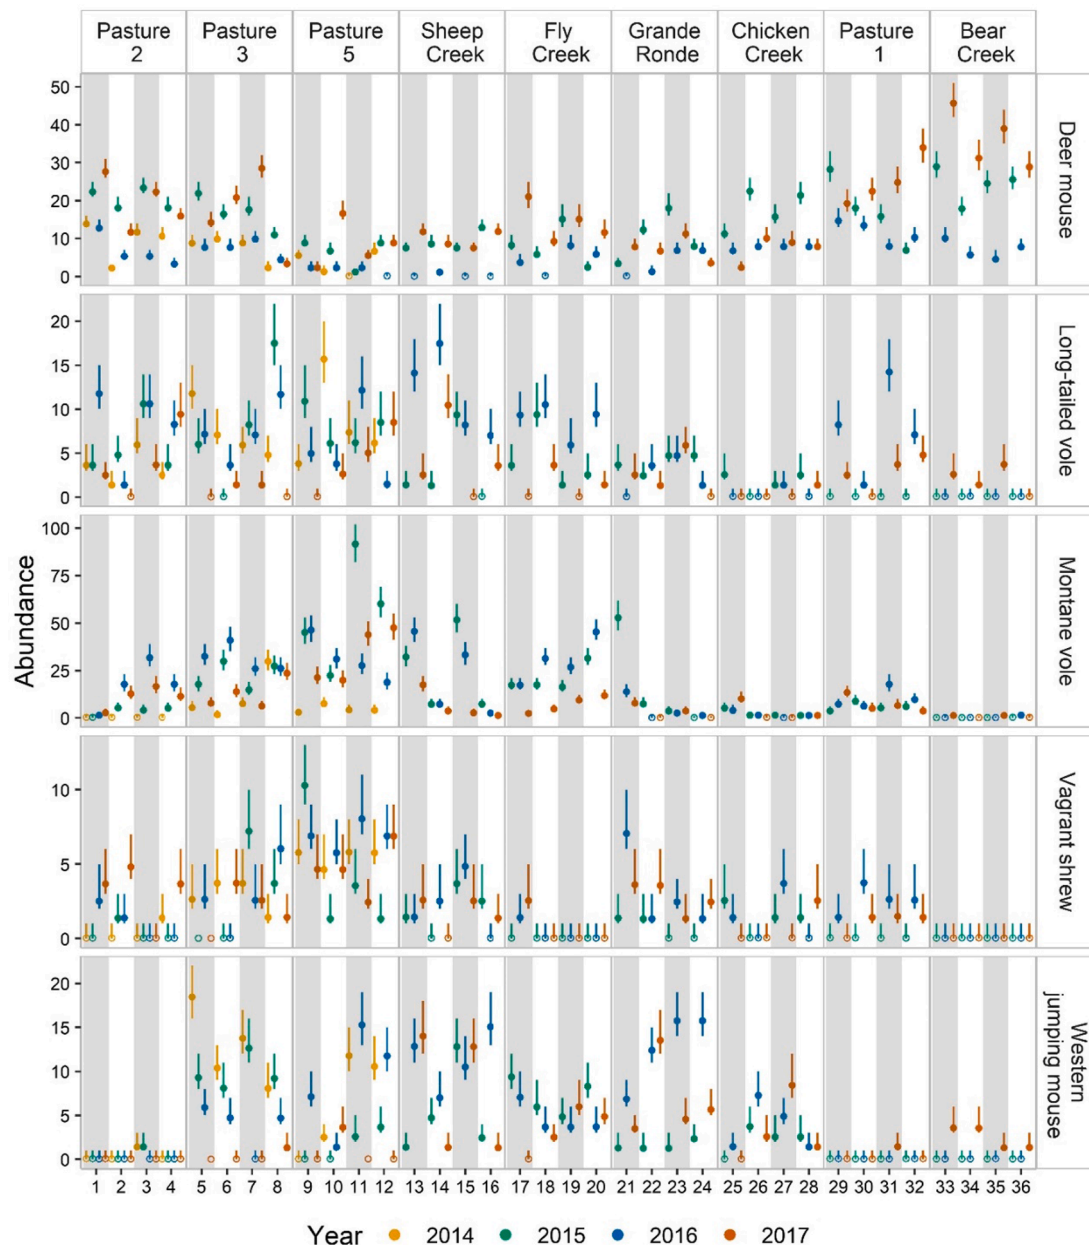 Pasture 2
Pasture 3
Pasture 5
Sheep Creek
Fly Creek
Grande Ronde
Chicken Creek
Pasture 1
Bear Creek
Abundance
50
40
30
20
10
0
Deer mouse
20
15
10
5
0
Long-tailed vole
100
75
50
25
0
Montane vole
10
5
0
Vagrant shrew
20
15
10
5
0
Western jumping mouse
1 2 3 4 5 6 7 8 9 10 11 12 13 14 15 16 17 18 19 20 21 22 23 24 25 26 27 28 29 30 31 32 33 34 35 36
Year 2014 2015 2016 2017